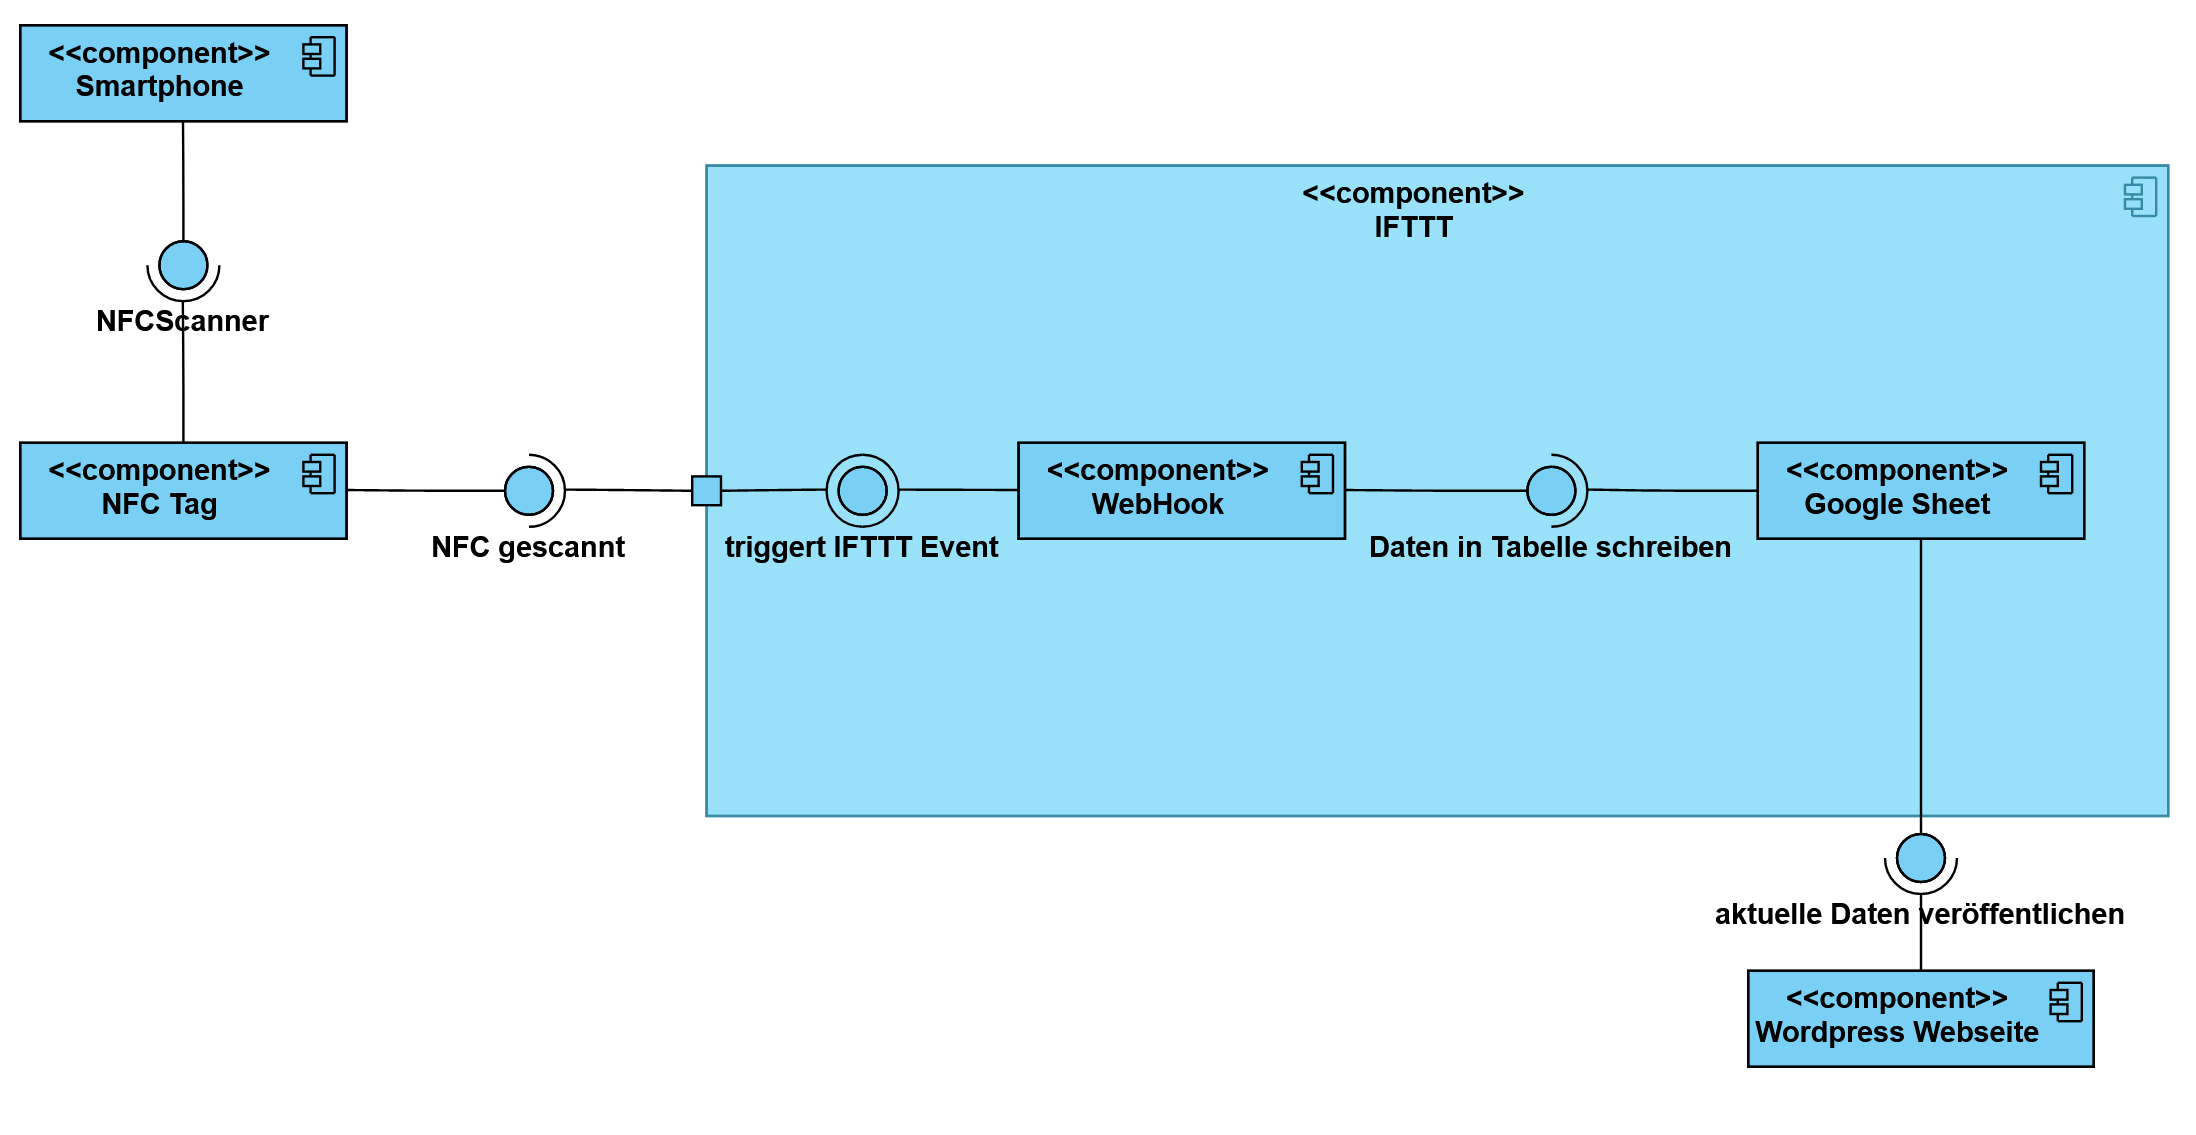 <<component>>
Smartphone
<<component>>
IFTTT
NFCScanner
<<component>>
NFC Tag
NFC gescannt
triggert IFTTT Event
<<component>>
WebHook
Daten in Tabelle schreiben
<<component>>
Google Sheet
aktuelle Daten veröffentlichen
<<component>>
Wordpress Webseite